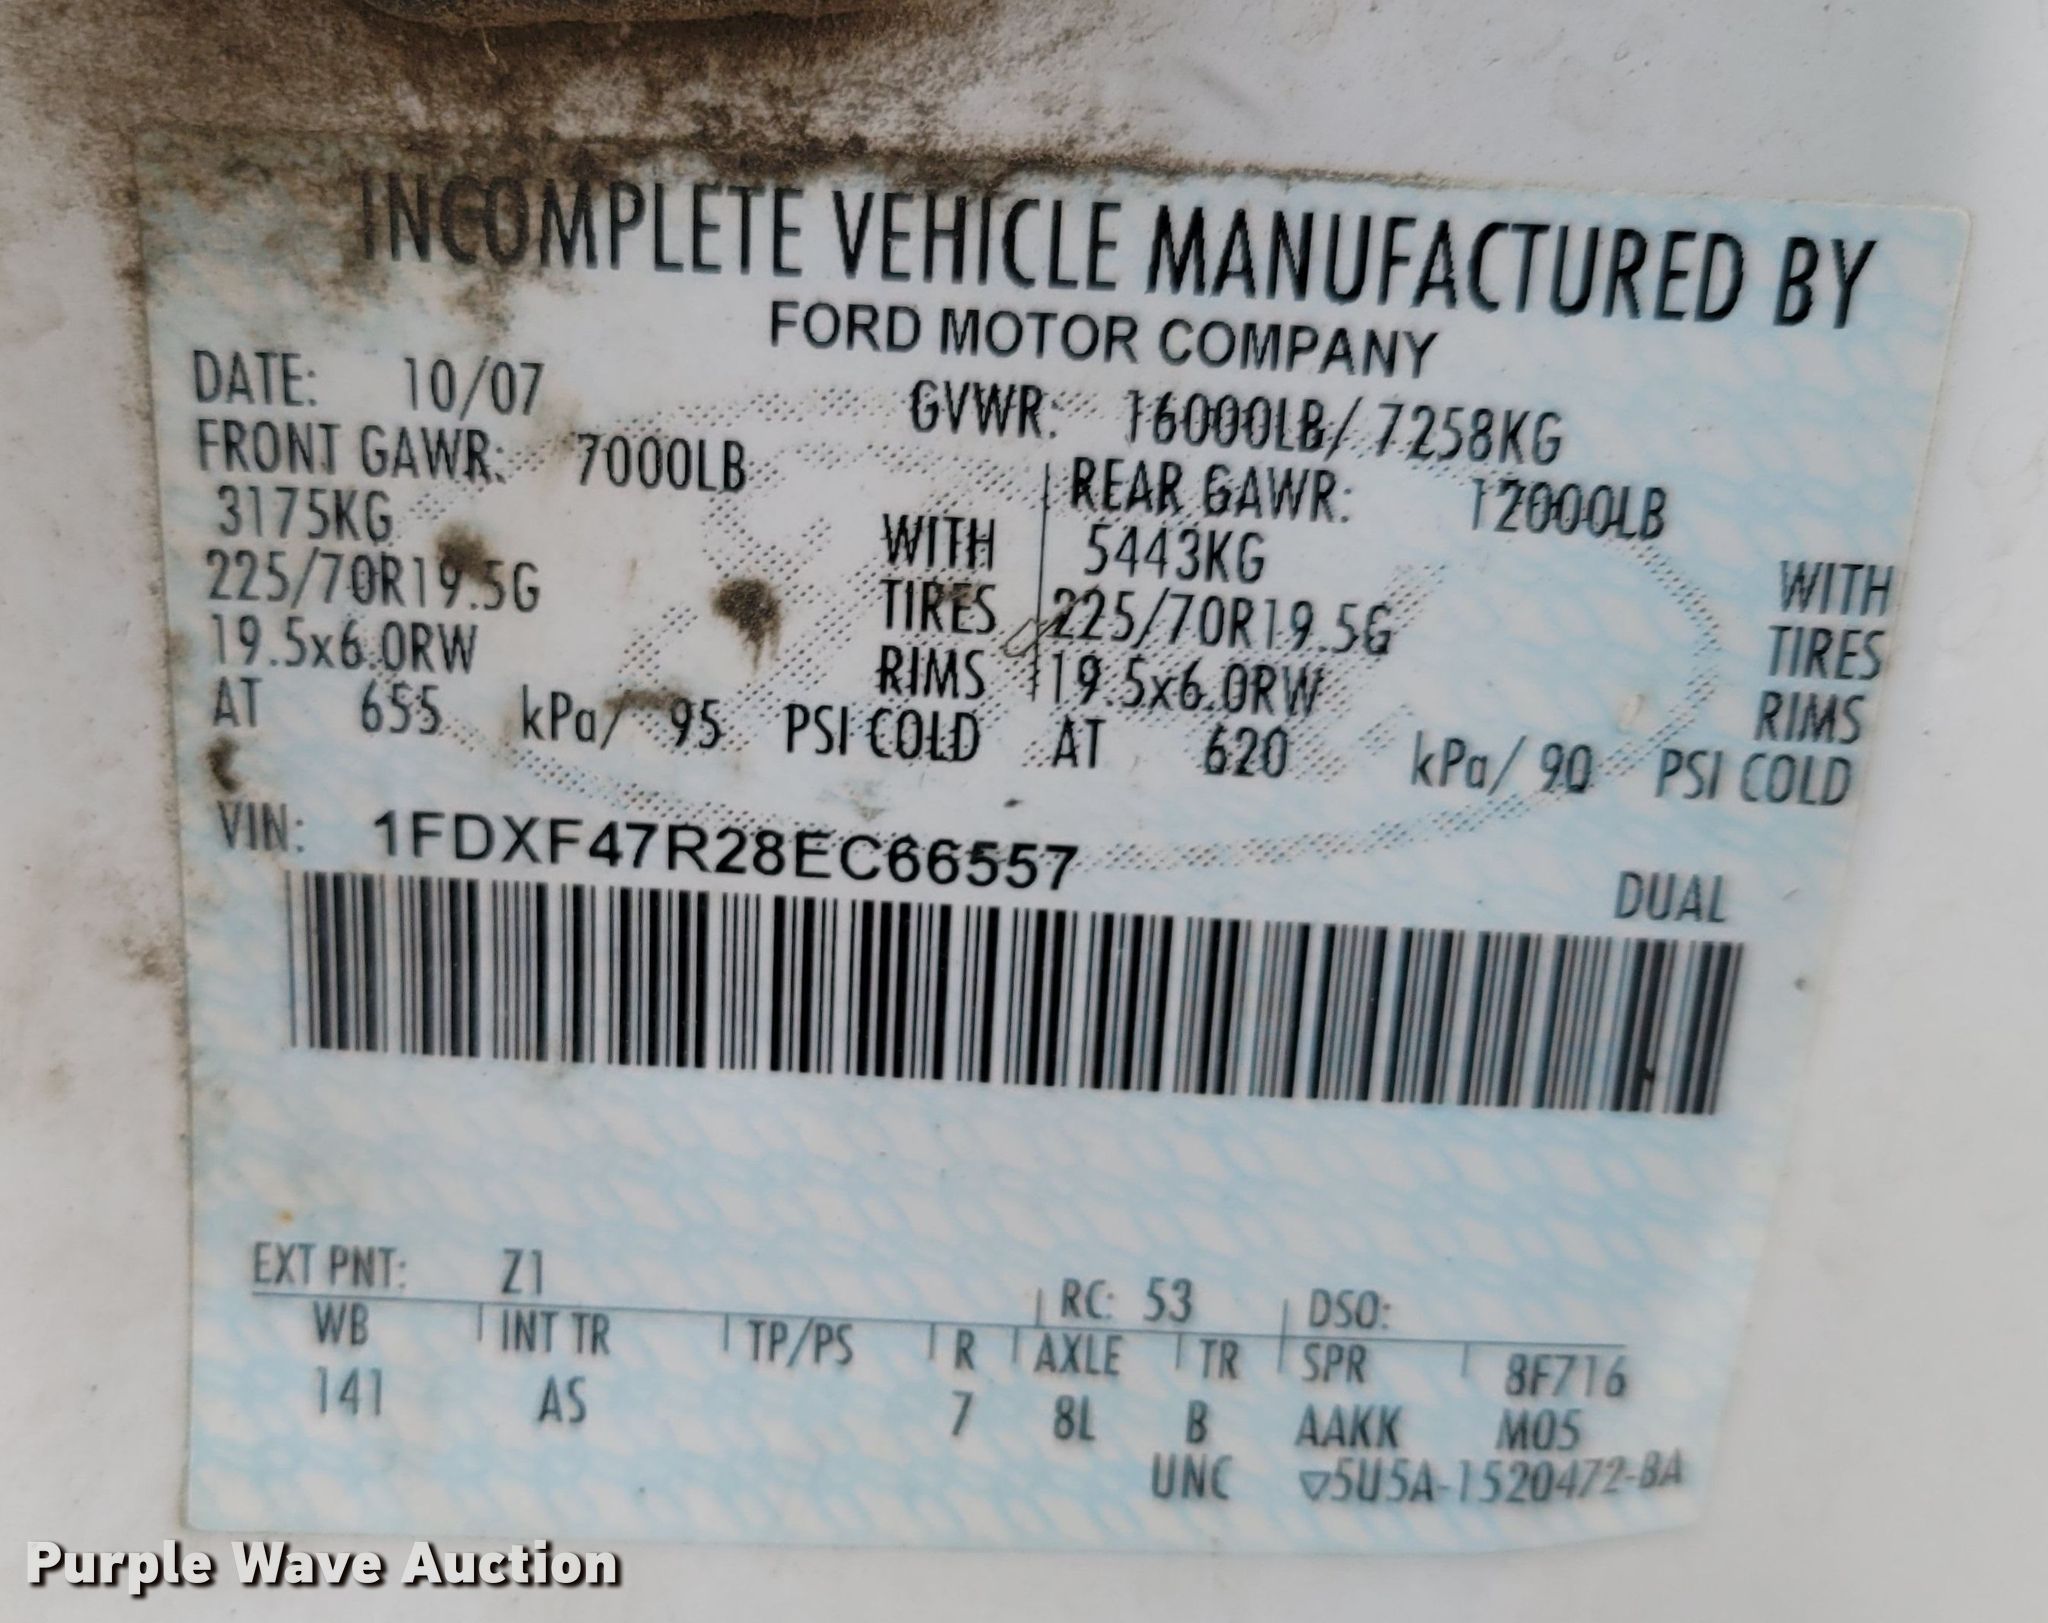 INCOMPLETE VEHICLE MANUFACTURED BY
FORD MOTOR COMPANY
DATE: 10/07 GVWR: 16000LB/ 7258KG
FRONT GAWR: 7000LB REAR GAWR: 12000LB
3175KG WITH 5443KG WITH
225/70R19.5G TIRES 225/70R19.5G TIRES
19.5x6.0RW RIMS 19.5x6.0RW RIMS
AT 655 kPa/ 95 PSI COLD AT 620 kPa/ 90 PSI COLD
VIN: 1FDXF47R28EC66557
DUAL
EXT PNT: Z1 RC: 53 DSO:
WB INT TR TP/PS R AXLE TR SPR 8F716
141 AS 7 8L B AAKK M05
UNC ▽5U5A-1520472-BA
Purple Wave Auction